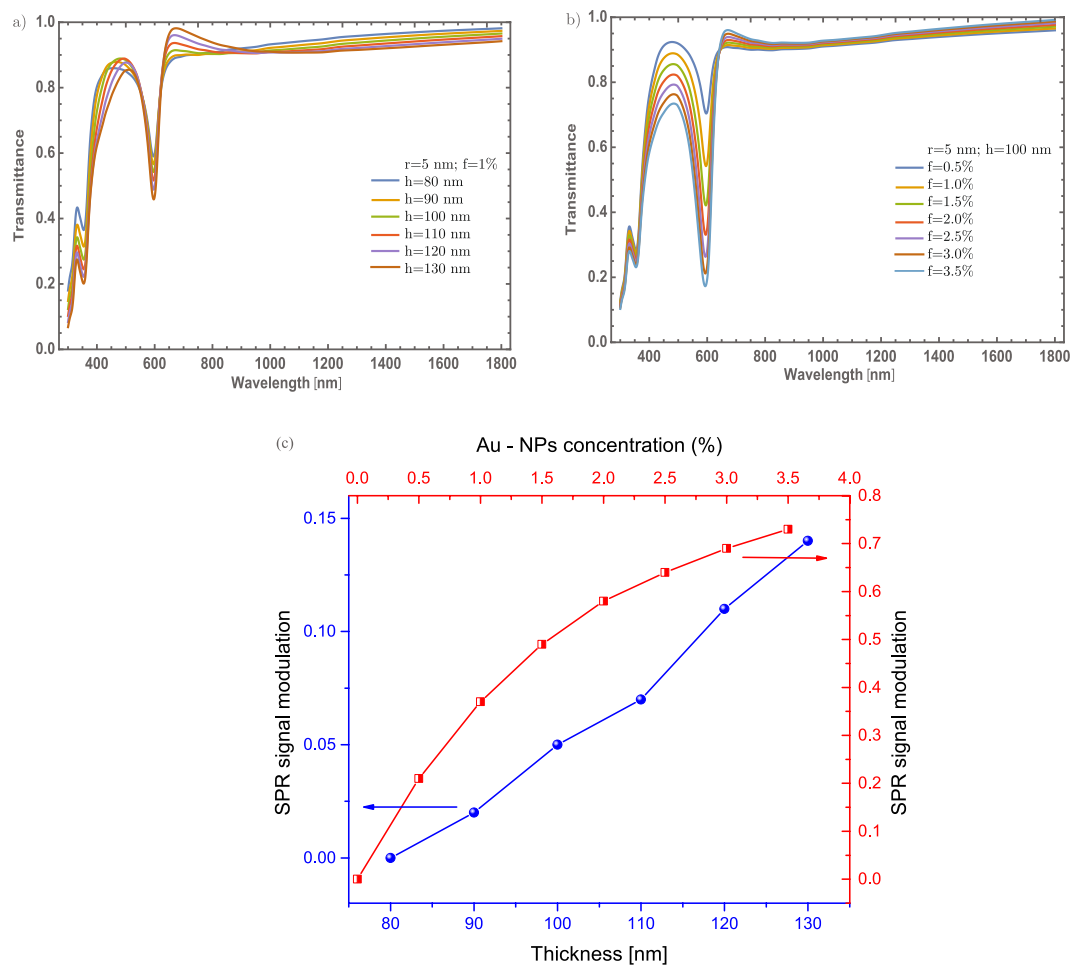 a)
1.0
0.8
0.6
0.4
0.2
0.0
Transmittance
400 600 800 1000 1200 1400 1600 1800
Wavelength [nm]
r=5 nm; f=1%
h=80 nm
h=90 nm
h=100 nm
h=110 nm
h=120 nm
h=130 nm
b)
1.0
0.8
0.6
0.4
0.2
0.0
Transmittance
400 600 800 1000 1200 1400 1600 1800
Wavelength [nm]
r=5 nm; h=100 nm
f=0.5%
f=1.0%
f=1.5%
f=2.0%
f=2.5%
f=3.0%
f=3.5%
(c)
Au - NPs concentration (%)
0.0 0.5 1.0 1.5 2.0 2.5 3.0 3.5 4.0
0.15
0.10
0.05
0.00
SPR signal modulation
0.8
0.7
0.6
0.5
0.4
0.3
0.2
0.1
0.0
SPR signal modulation
80 90 100 110 120 130
Thickness [nm]